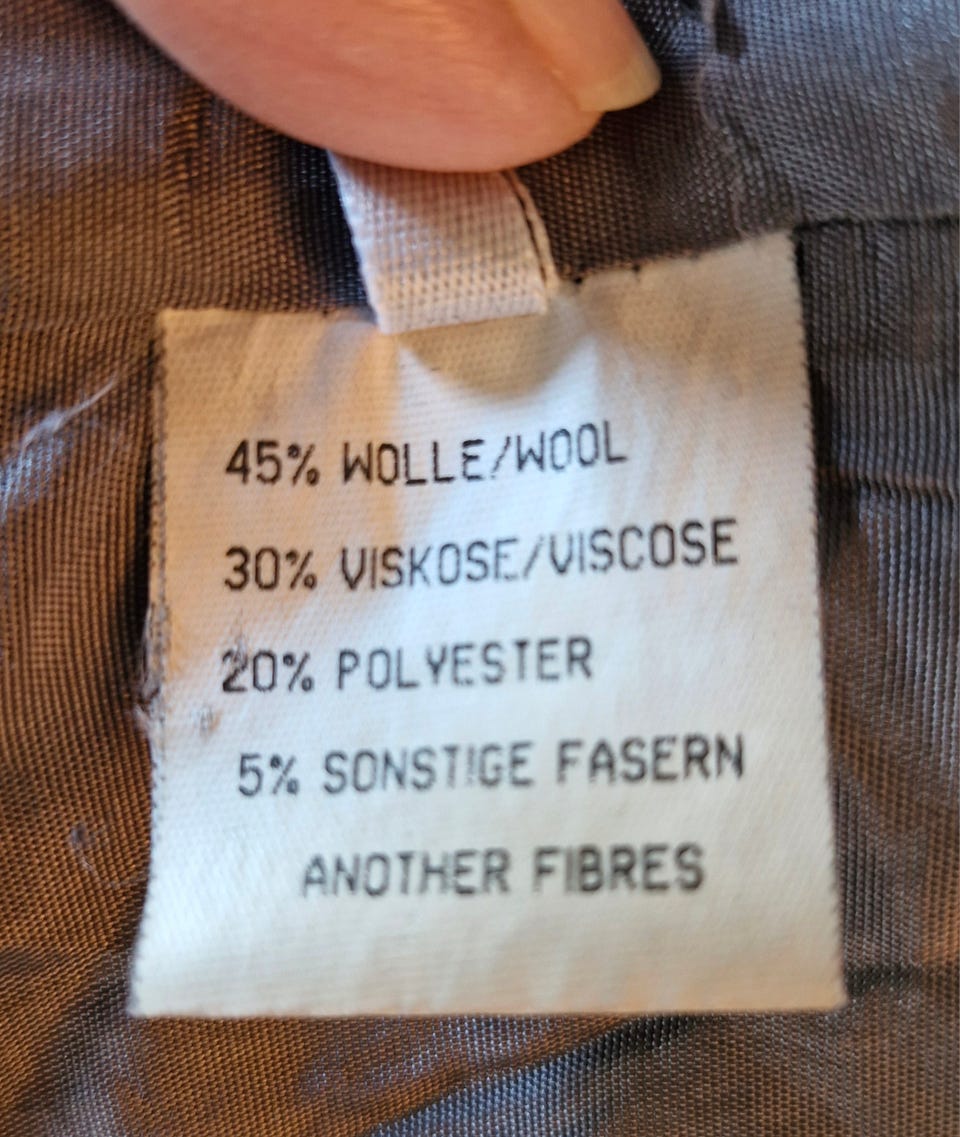 45% WOLLE/WOOL
30% VISKOSE/VISCOSE
20% POLYESTER
5% SONSTIGE FASERN
ANOTHER FIBRES